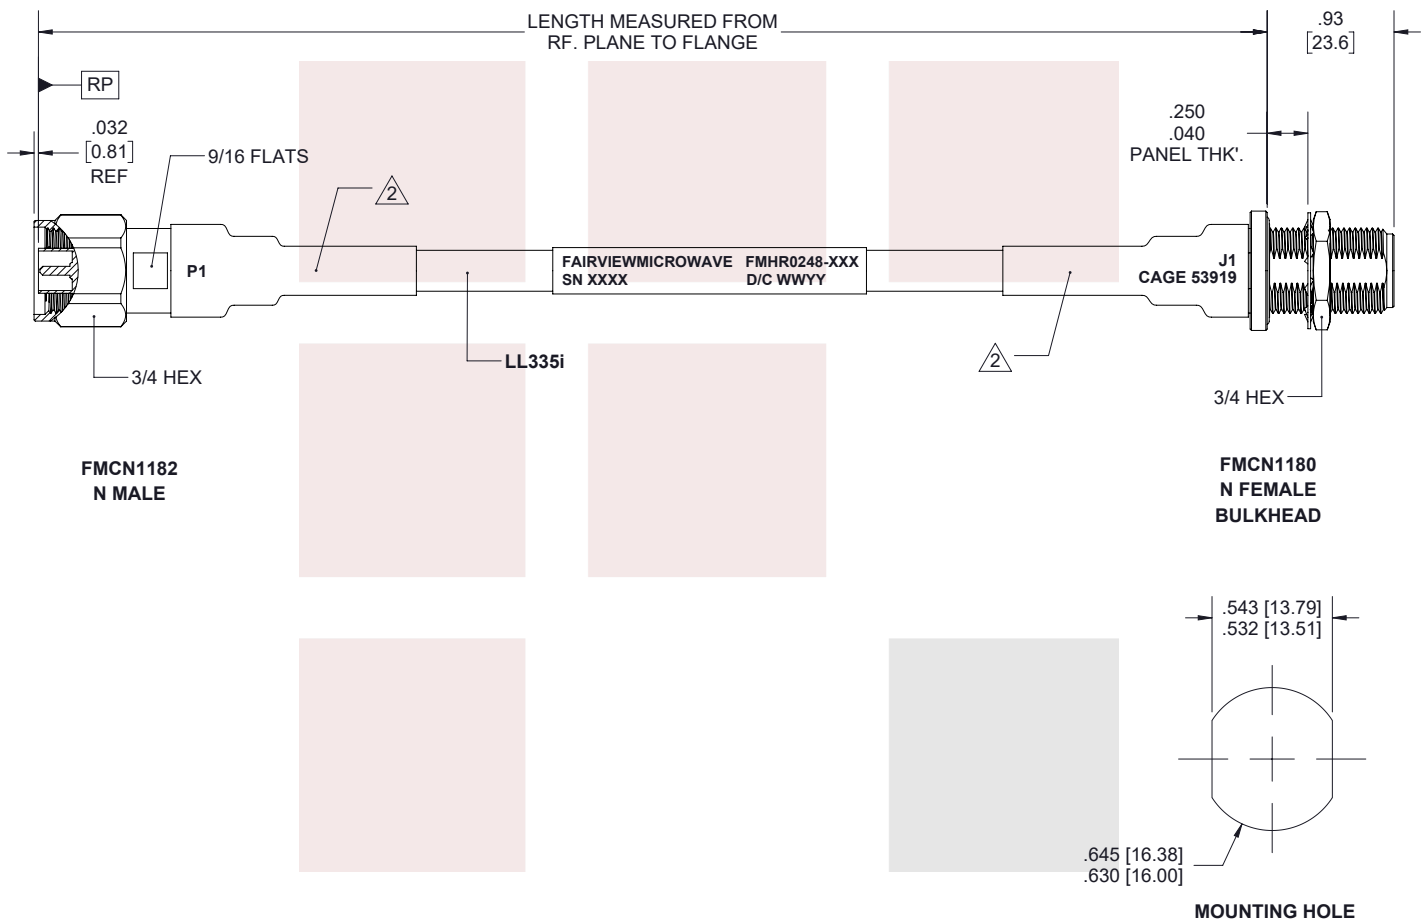 LENGTH MEASURED FROM
RF. PLANE TO FLANGE
.93
[23.6]
RP
.032
[0.81]
REF
9/16 FLATS
2
.250
.040
PANEL THK'.
P1
FAIRVIEWMICROWAVE FMHR0248-XXX
SN XXXX D/C WWYY
J1
CAGE 53919
LL335i
2
3/4 HEX
3/4 HEX
FMCN1182
N MALE
FMCN1180
N FEMALE
BULKHEAD
.543 [13.79]
.532 [13.51]
.645 [16.38]
.630 [16.00]
MOUNTING HOLE